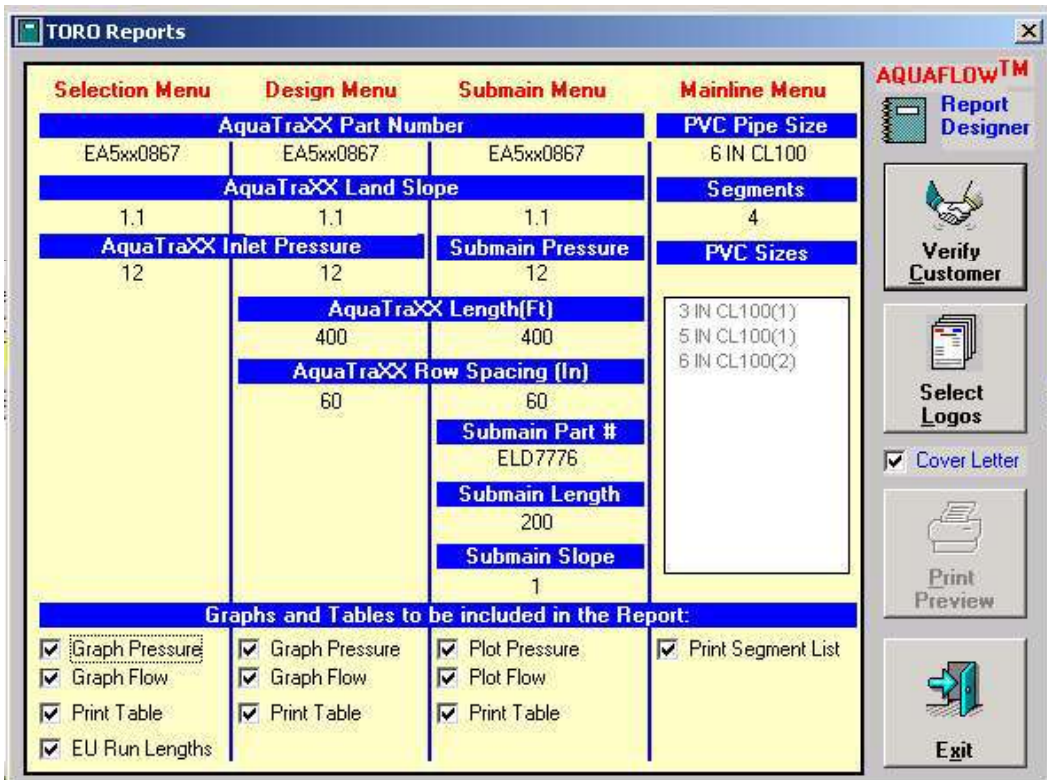 TORO Reports
Selection Menu Design Menu Submain Menu Mainline Menu
AquaTraXX Part Number PVC Pipe Size
EA5xx0867 EA5xx0867 EA5xx0867 6 IN CL100
AquaTraXX Land Slope Segments
1.1 1.1 1.1 4
AquaTraXX Inlet Pressure Submain Pressure PVC Sizes
12 12 12
AquaTraXX Length(Ft)
400 400
AquaTraXX Row Spacing (In)
60 60
Submain Part #
ELD7776
Submain Length
200
Submain Slope
1
3 IN CL100(1)
5 IN CL100(1)
6 IN CL100(2)
Graphs and Tables to be included in the Report:
Graph Pressure Graph Pressure Plot Pressure Print Segment List
Graph Flow Graph Flow Plot Flow
Print Table Print Table Print Table
EU Run Lengths
AQUAFLOW™
Report
Designer
Verify
Customer
Select
Logos
Cover Letter
Print
Preview
Exit